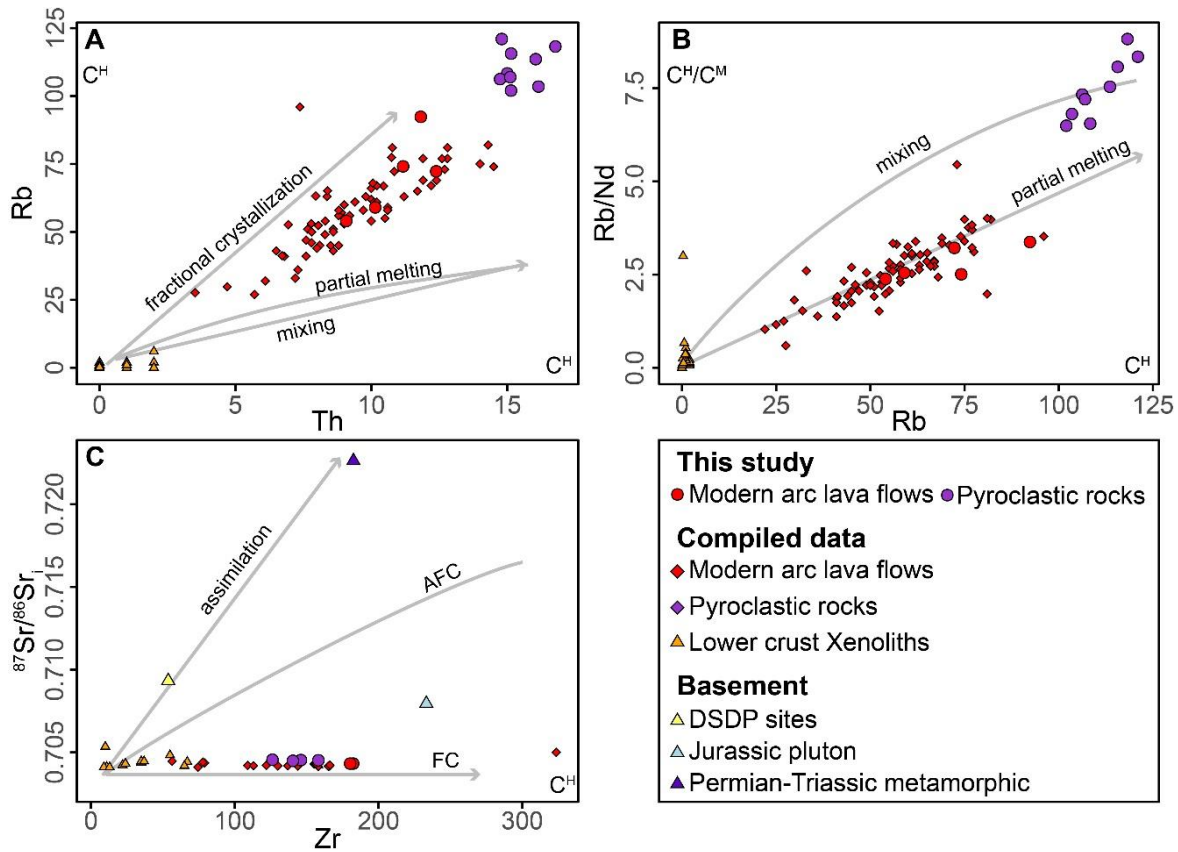 A
Rb
C^H
125
100
75
50
25
0
fractional crystallization
partial melting
mixing
C^H
0 5 10 15
Th
B
C^H/C^M
Rb/Nd
7.5
5.0
2.5
0.0
mixing
partial melting
C^H
0 25 50 75 100 125
Rb
C
^87Sr/^86Sr_i
0.720
0.715
0.710
0.705
assimilation
AFC
FC
C^H
0 100 200 300
Zr
This study
Modern arc lava flows Pyroclastic rocks
Compiled data
Modern arc lava flows
Pyroclastic rocks
Lower crust Xenoliths
Basement
DSDP sites
Jurassic pluton
Permian-Triassic metamorphic